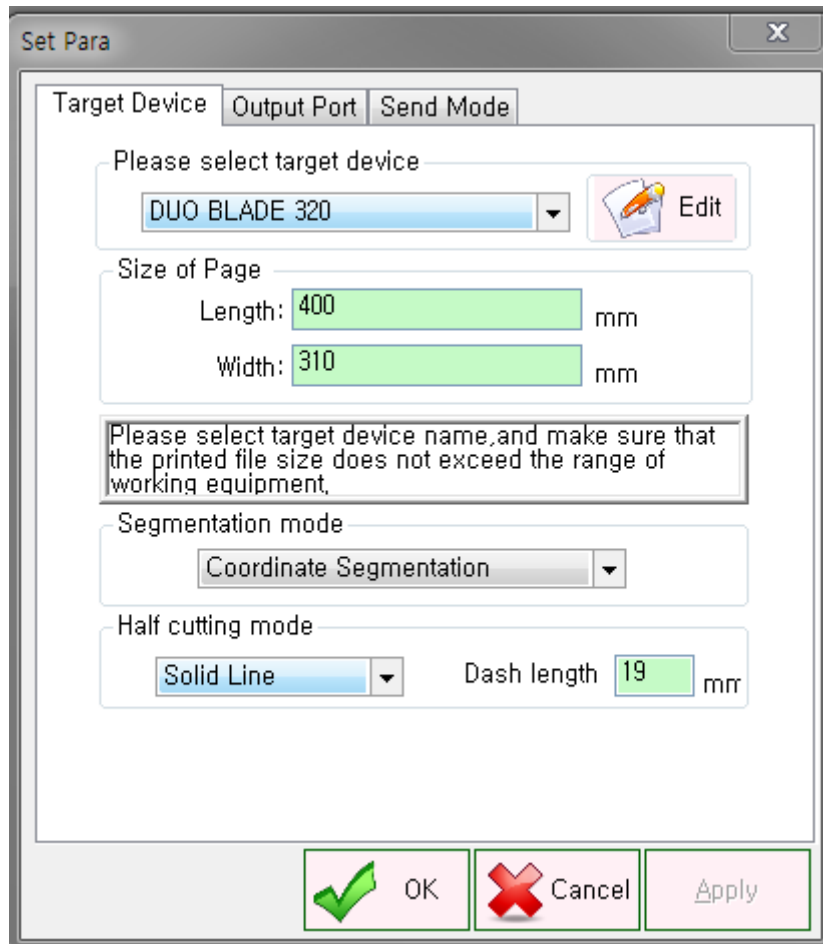 Set Para
Target Device Output Port Send Mode
Please select target device
DUO BLADE 320
Edit
Size of Page
Length: 400 mm
Width: 310 mm
Please select target device name,and make sure that
the printed file size does not exceed the range of
working equipment,
Segmentation mode
Coordinate Segmentation
Half cutting mode
Solid Line Dash length 19 mm
OK Cancel Apply